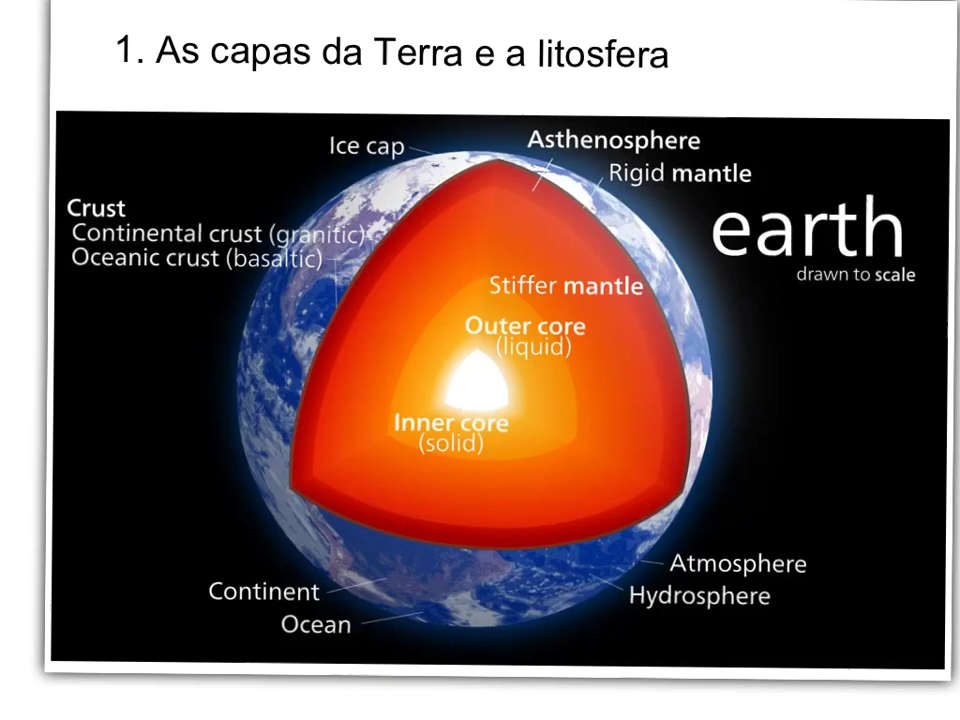 1. As capas da Terra e a litosfera
Ice cap
Asthenosphere
Rigid mantle
Crust
Continental crust (granitic)
Oceanic crust (basaltic)
earth
drawn to scale
Stiffer mantle
Outer core
(liquid)
Inner core
(solid)
Atmosphere
Continent
Hydrosphere
Ocean